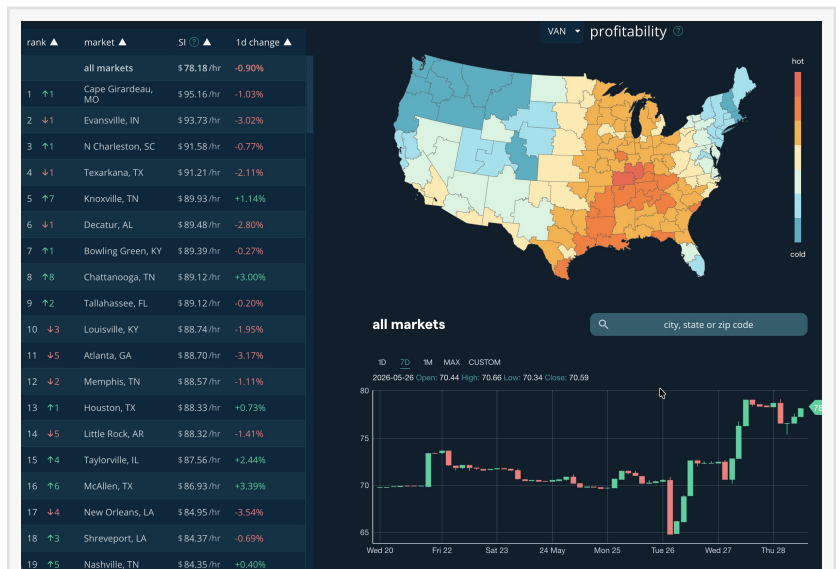 rank ▲ market ▲ SI ? ▲ 1d change ▲
all markets $78.18/hr -0.90%
1 ↑1 Cape Girardeau, MO $95.16/hr -1.03%
2 ↓1 Evansville, IN $93.73/hr -3.02%
3 ↑1 N Charleston, SC $91.58/hr -0.77%
4 ↓1 Texarkana, TX $91.21/hr -2.11%
5 ↑7 Knoxville, TN $89.93/hr +1.14%
6 ↓1 Decatur, AL $89.48/hr -2.80%
7 ↑1 Bowling Green, KY $89.39/hr -0.27%
8 ↑8 Chattanooga, TN $89.12/hr +3.00%
9 ↑2 Tallahassee, FL $89.12/hr -0.20%
10 ↓3 Louisville, KY $88.74/hr -1.95%
11 ↓5 Atlanta, GA $88.70/hr -3.17%
12 ↓2 Memphis, TN $88.57/hr -1.11%
13 ↑1 Houston, TX $88.33/hr +0.73%
14 ↓5 Little Rock, AR $88.32/hr -1.41%
15 ↑4 Taylorville, IL $87.56/hr +2.44%
16 ↑6 McAllen, TX $86.93/hr +3.39%
17 ↓4 New Orleans, LA $84.95/hr -3.54%
18 ↑3 Shreveport, LA $84.37/hr -0.69%
19 ↑5 Nashville, TN $84.35/hr +0.40%
VAN profitability ?
hot
cold
all markets
city, state or zip code
1D 7D 1M MAX CUSTOM
2026-05-26 Open: 70.44 High: 70.66 Low: 70.34 Close: 70.59
80
75
70
65
78
Wed 20 Fri 22 Sat 23 24 May Mon 25 Tue 26 Wed 27 Thu 28